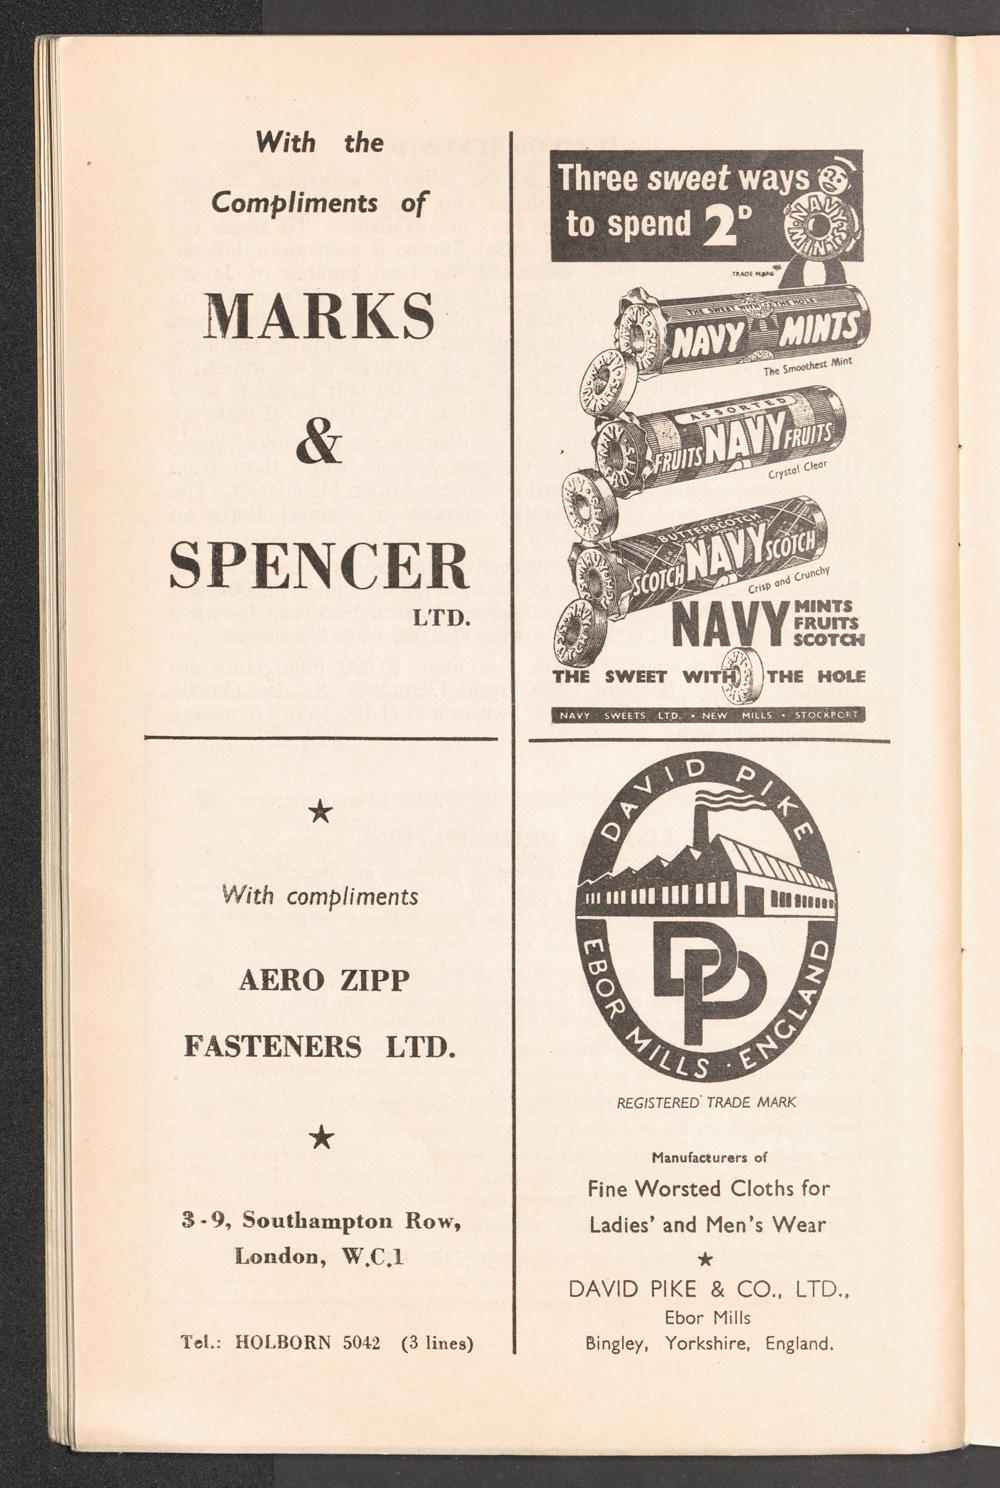 With the
Compliments of
MARKS
&
SPENCER
LTD.
★
With compliments
AERO ZIPP
FASTENERS LTD.
★
3-9, Southampton Row,
London, W.C.1
Tel.: HOLBORN 5042 (3 lines)
Three sweet ways
to spend 2D
NAVY MINTS
TRADE MARK
THE SWEET WITH THE HOLE
NAVY MINTS
The Smoothest Mint
ASSORTED
FRUITS NAVY FRUITS
Crystal Clear
BUTTERSCOTCH
SCOTCH NAVY SCOTCH
Crisp and Crunchy
NAVY MINTS
FRUITS
SCOTCH
THE SWEET WITH THE HOLE
NAVY SWEETS LTD. • NEW MILLS • STOCKPORT
DAVID PIKE
DPP
EBOR MILLS · ENGLAND
REGISTERED TRADE MARK
Manufacturers of
Fine Worsted Cloths for
Ladies' and Men's Wear
★
DAVID PIKE & CO., LTD.,
Ebor Mills
Bingley, Yorkshire, England.